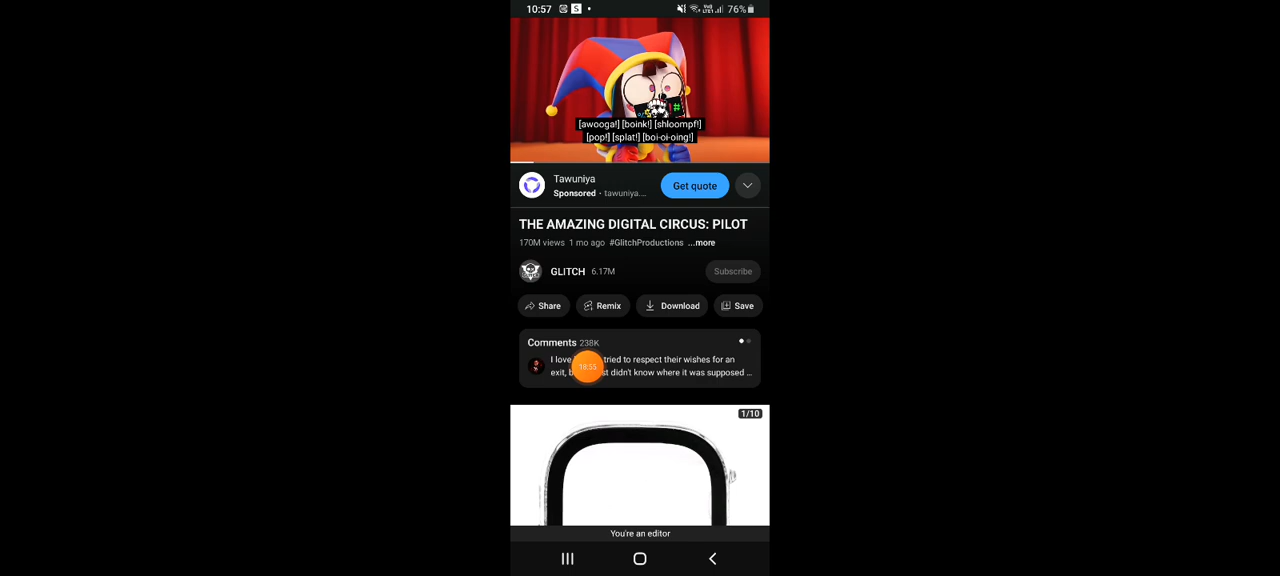 10:57 S 76%
[awooga!] [boink!] [shloompf!]
[pop!] [splat!] [boi-oi-oing!]
#
Tawuniya
Sponsored · tawuniya....
Get quote
THE AMAZING DIGITAL CIRCUS: PILOT
170M views 1 mo ago #GlitchProductions ...more
GLITCH 6.17M
Subscribe
Share Remix Download Save
Comments 238K
I love tried to respect their wishes for an
exit, didn't know where it was supposed ...
18:55
1/10
You're an editor